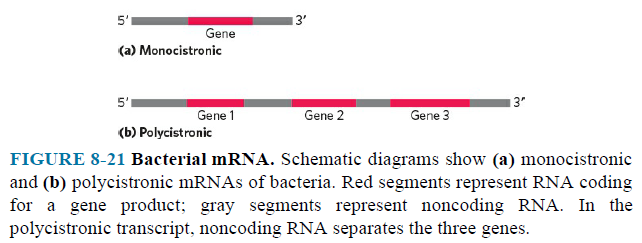 5′ 3′
Gene
(a) Monocistronic
5′ 3′
Gene 1 Gene 2 Gene 3
(b) Polycistronic
FIGURE 8-21 Bacterial mRNA. Schematic diagrams show (a) monocistronic
and (b) polycistronic mRNAs of bacteria. Red segments represent RNA coding
for a gene product; gray segments represent noncoding RNA. In the
polycistronic transcript, noncoding RNA separates the three genes.